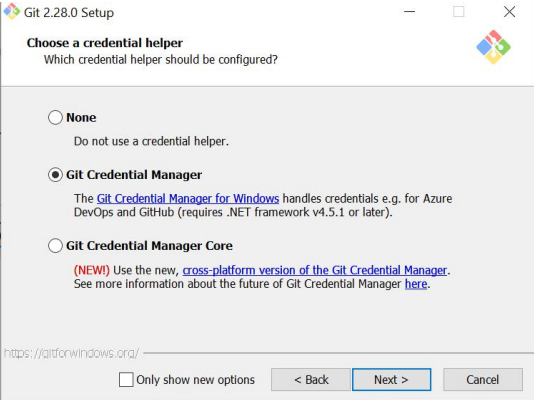 Git 2.28.0 Setup
Choose a credential helper
Which credential helper should be configured?
None
Do not use a credential helper.
Git Credential Manager
The Git Credential Manager for Windows handles credentials e.g. for Azure
DevOps and GitHub (requires .NET framework v4.5.1 or later).
Git Credential Manager Core
(NEW!) Use the new, cross-platform version of the Git Credential Manager.
See more information about the future of Git Credential Manager here.
https://gitforwindows.org/
Only show new options
< Back
Next >
Cancel